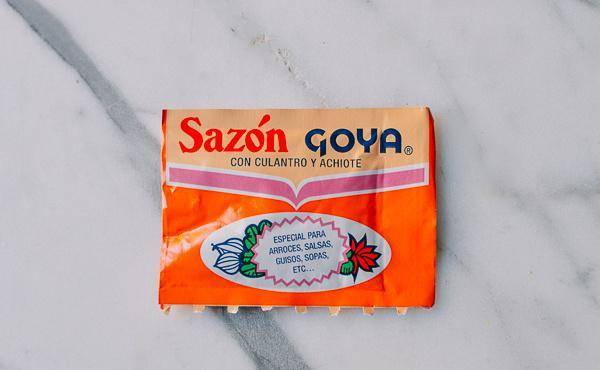 Sazón GOYA®
CON CULANTRO Y ACHIOTE
ESPECIAL PARA
ARROCES, SALSAS,
GUISOS, SOPAS,
ETC...